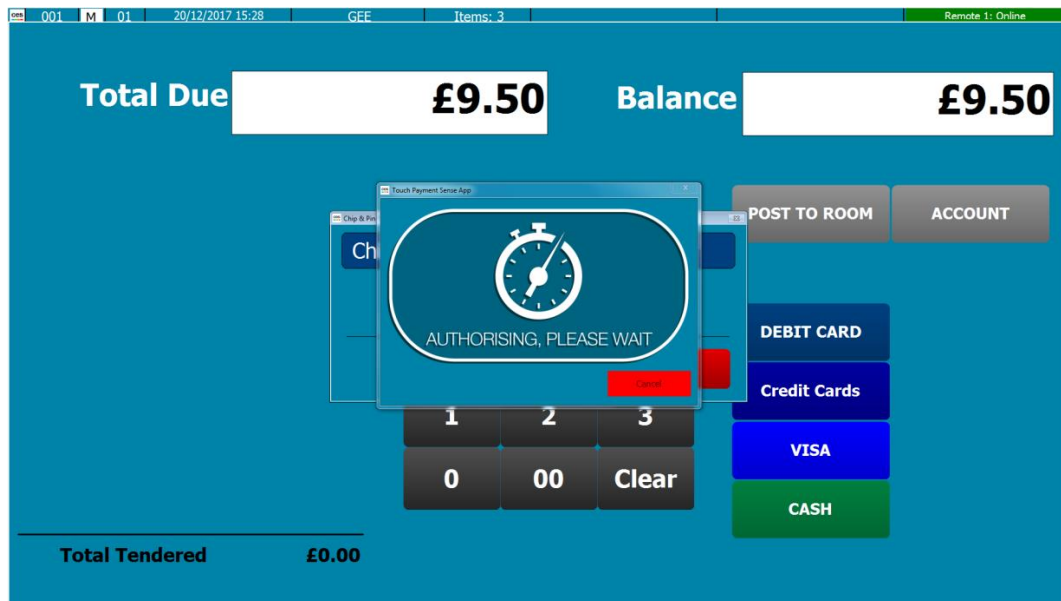 CES 001 M 01 20/12/2017 15:28 GEE Items: 3 Remote 1: Online
Total Due £9.50 Balance £9.50
Touch Payment Sense App
POST TO ROOM ACCOUNT
Chip & Pin
Ch
AUTHORISING, PLEASE WAIT
DEBIT CARD
Cancel
Credit Cards
1 2 3
VISA
0 00 Clear
CASH
Total Tendered £0.00